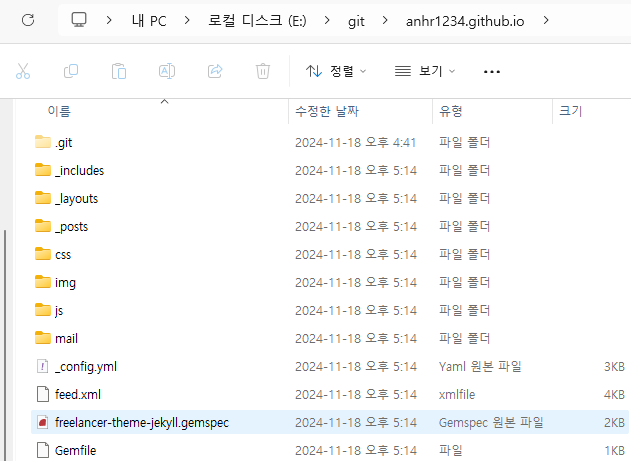 내 PC > 로컬 디스크 (E:) > git > anhr1234.github.io >
정렬 보기 •••
이름 수정한 날짜 유형 크기
.git 2024-11-18 오후 4:41 파일 폴더
_includes 2024-11-18 오후 5:14 파일 폴더
_layouts 2024-11-18 오후 5:14 파일 폴더
_posts 2024-11-18 오후 5:14 파일 폴더
css 2024-11-18 오후 5:14 파일 폴더
img 2024-11-18 오후 5:14 파일 폴더
js 2024-11-18 오후 5:14 파일 폴더
mail 2024-11-18 오후 5:14 파일 폴더
_config.yml 2024-11-18 오후 5:14 Yaml 원본 파일 3KB
feed.xml 2024-11-18 오후 5:14 xmlfile 4KB
freelancer-theme-jekyll.gemspec 2024-11-18 오후 5:14 Gemspec 원본 파일 2KB
Gemfile 2024-11-18 오후 5:14 파일 1KB